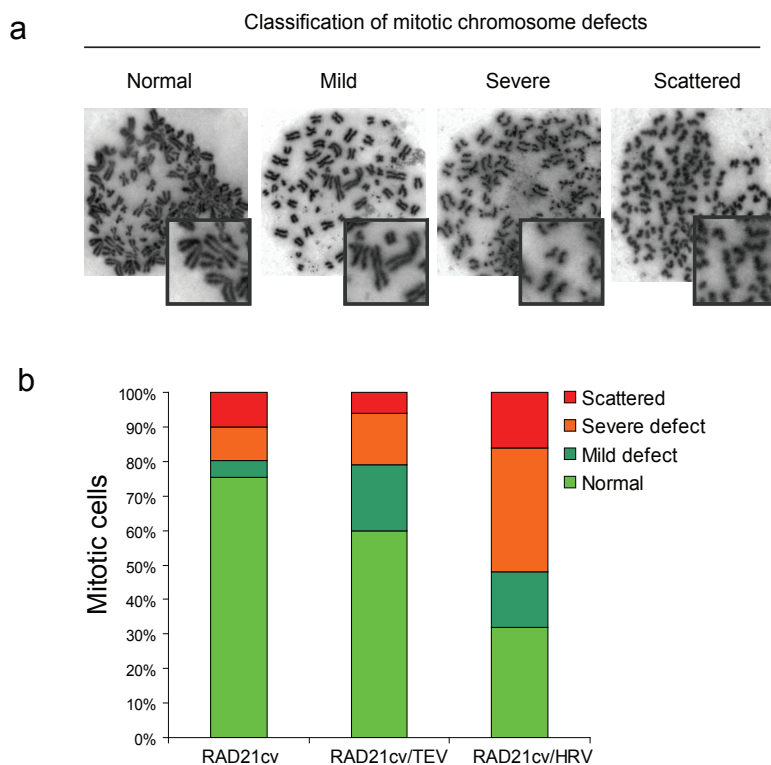 a
Classification of mitotic chromosome defects
Normal Mild Severe Scattered
b
Mitotic cells
100%
90%
80%
70%
60%
50%
40%
30%
20%
10%
0%
Scattered
Severe defect
Mild defect
Normal
RAD21cv RAD21cv/TEV RAD21cv/HRV